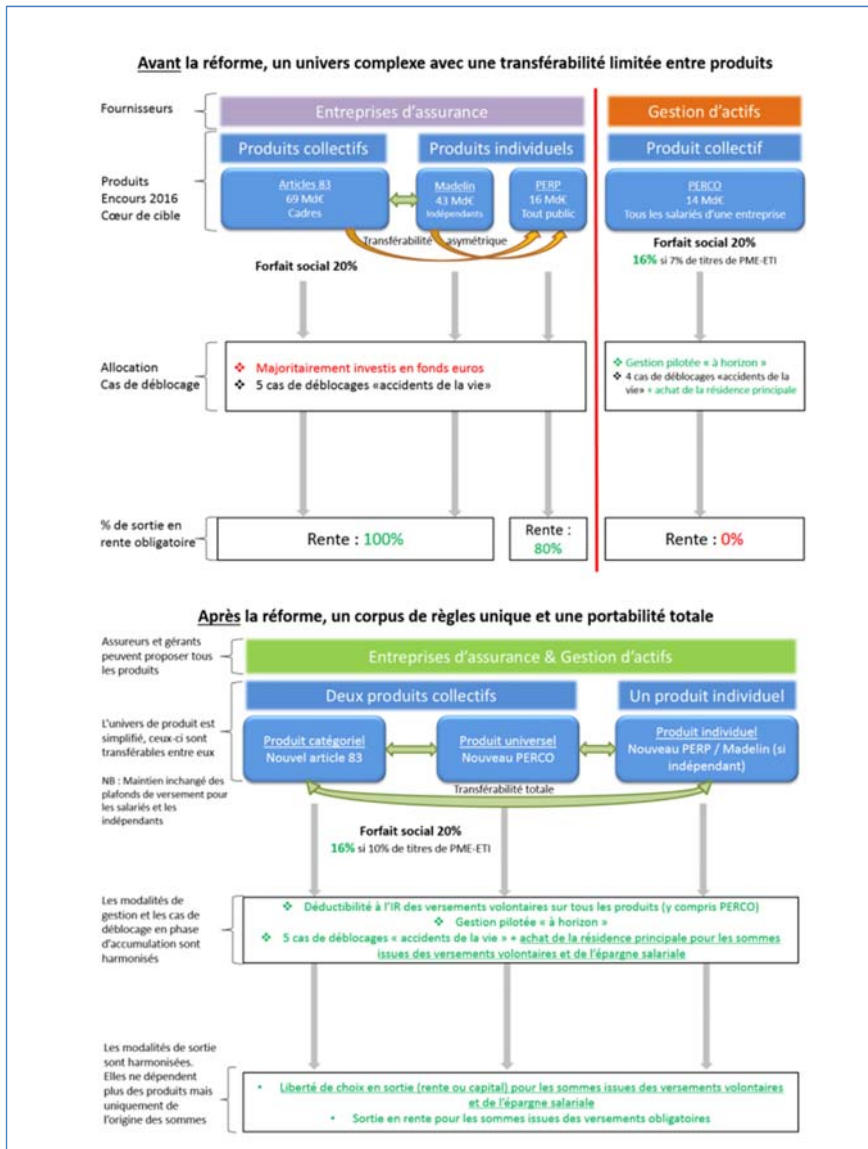 Avant la réforme, un univers complexe avec une transférabilité limitée entre produits
Fournisseurs
Entreprises d'assurance
Gestion d'actifs
Produits collectifs
Produits individuels
Produit collectif
Produits
Encours 2016
Cœur de cible
Articles 83
69 Md€
Cadres
Madelin
43 Md€
Indépendants
PERP
16 Md€
Tout public
PERCO
14 Md€
Tous les salariés d'une entreprise
Transférabilité asymétrique
Forfait social 20%
Forfait social 20%
16% si 7% de titres de PME-ETI
Allocation
Cas de déblocage
❖ Majoritairement investis en fonds euros
❖ 5 cas de déblocages «accidents de la vie»
❖ Gestion pilotée « à horizon »
❖ 4 cas de déblocages «accidents de la
vie» + achat de la résidence principale
% de sortie en
rente obligatoire
Rente : 100%
Rente :
80%
Rente : 0%
Après la réforme, un corpus de règles unique et une portabilité totale
Assureurs et gérants
peuvent proposer tous
les produits
Entreprises d'assurance & Gestion d'actifs
Deux produits collectifs
Un produit individuel
L'univers de produit est
simplifié, ceux-ci sont
transférables entre eux
Produit catégoriel
Nouvel article 83
Produit universel
Nouveau PERCO
Produit individuel
Nouveau PERP / Madelin (si
indépendant)
NB : Maintien inchangé des
plafonds de versement pour
les salariés et les
indépendants
Transférabilité totale
Forfait social 20%
16% si 10% de titres de PME-ETI
Les modalités de
gestion et les cas de
déblocage en phase
d'accumulation sont
harmonisés
❖ Déductibilité à l'IR des versements volontaires sur tous les produits (y compris PERCO)
❖ Gestion pilotée « à horizon »
❖ 5 cas de déblocages « accidents de la vie » + achat de la résidence principale pour les sommes
issues des versements volontaires et de l'épargne salariale
Les modalités de sortie
sont harmonisées.
Elles ne dépendent
plus des produits mais
uniquement de
l'origine des sommes
• Liberté de choix en sortie (rente ou capital) pour les sommes issues des versements volontaires
et de l'épargne salariale
• Sortie en rente pour les sommes issues des versements obligatoires